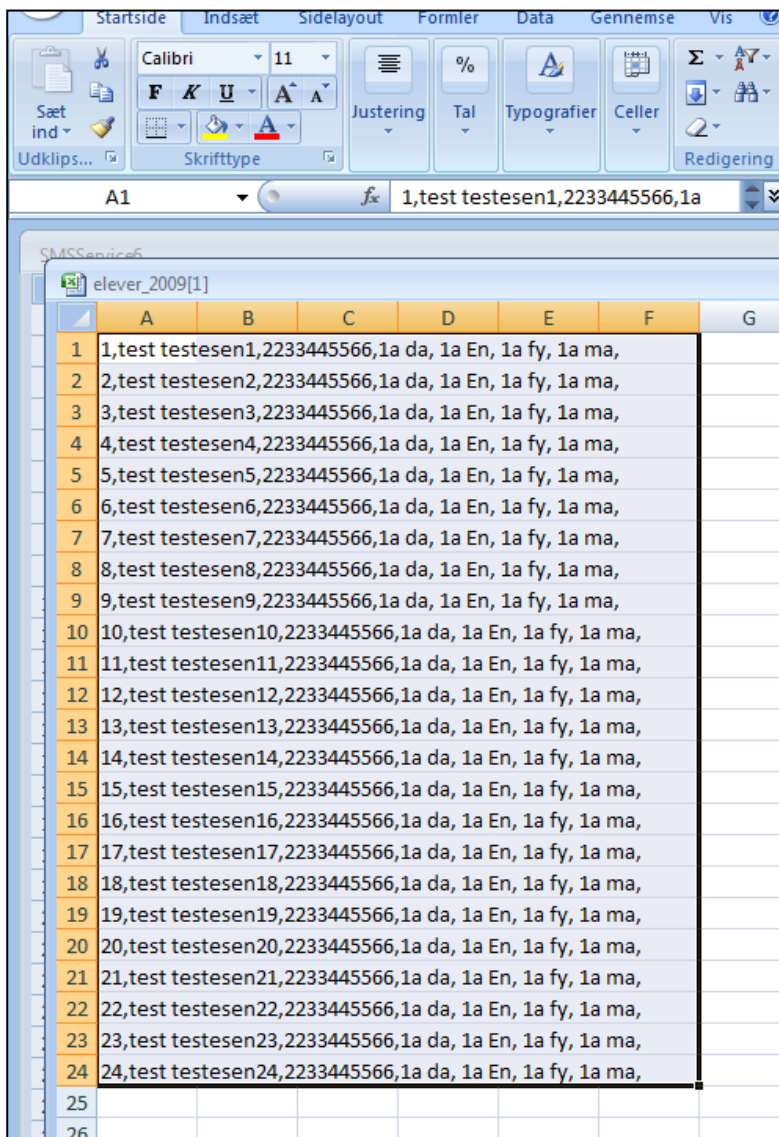 Startside Indsæt Sidelayout Formler Data Gennemse Vis
Calibri 11
Sæt ind
F K U A A
A
Justering
%
Tal
Typografier
Celler
Σ
Udklips... Skrifttype Redigering
A1 fx 1,test testesen1,2233445566,1a
SMSService6
elever_2009[1]
A B C D E F G
1 1,test testesen1,2233445566,1a da, 1a En, 1a fy, 1a ma,
2 2,test testesen2,2233445566,1a da, 1a En, 1a fy, 1a ma,
3 3,test testesen3,2233445566,1a da, 1a En, 1a fy, 1a ma,
4 4,test testesen4,2233445566,1a da, 1a En, 1a fy, 1a ma,
5 5,test testesen5,2233445566,1a da, 1a En, 1a fy, 1a ma,
6 6,test testesen6,2233445566,1a da, 1a En, 1a fy, 1a ma,
7 7,test testesen7,2233445566,1a da, 1a En, 1a fy, 1a ma,
8 8,test testesen8,2233445566,1a da, 1a En, 1a fy, 1a ma,
9 9,test testesen9,2233445566,1a da, 1a En, 1a fy, 1a ma,
10 10,test testesen10,2233445566,1a da, 1a En, 1a fy, 1a ma,
11 11,test testesen11,2233445566,1a da, 1a En, 1a fy, 1a ma,
12 12,test testesen12,2233445566,1a da, 1a En, 1a fy, 1a ma,
13 13,test testesen13,2233445566,1a da, 1a En, 1a fy, 1a ma,
14 14,test testesen14,2233445566,1a da, 1a En, 1a fy, 1a ma,
15 15,test testesen15,2233445566,1a da, 1a En, 1a fy, 1a ma,
16 16,test testesen16,2233445566,1a da, 1a En, 1a fy, 1a ma,
17 17,test testesen17,2233445566,1a da, 1a En, 1a fy, 1a ma,
18 18,test testesen18,2233445566,1a da, 1a En, 1a fy, 1a ma,
19 19,test testesen19,2233445566,1a da, 1a En, 1a fy, 1a ma,
20 20,test testesen20,2233445566,1a da, 1a En, 1a fy, 1a ma,
21 21,test testesen21,2233445566,1a da, 1a En, 1a fy, 1a ma,
22 22,test testesen22,2233445566,1a da, 1a En, 1a fy, 1a ma,
23 23,test testesen23,2233445566,1a da, 1a En, 1a fy, 1a ma,
24 24,test testesen24,2233445566,1a da, 1a En, 1a fy, 1a ma,
25
26